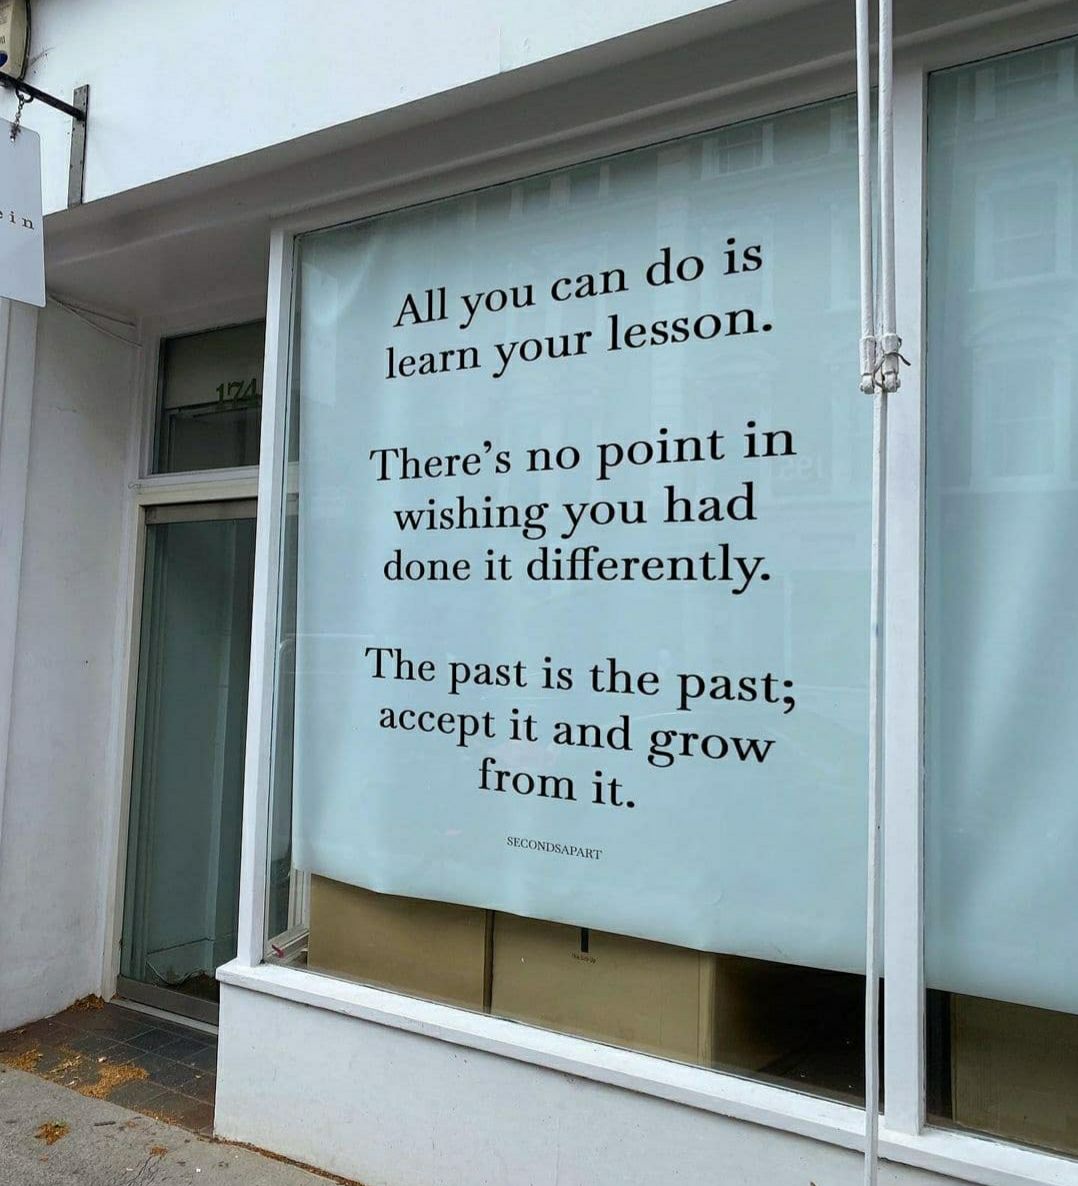 in
174
All you can do is
learn your lesson.
There's no point in
wishing you had
done it differently.
The past is the past;
accept it and grow
from it.
SECONDSAPART